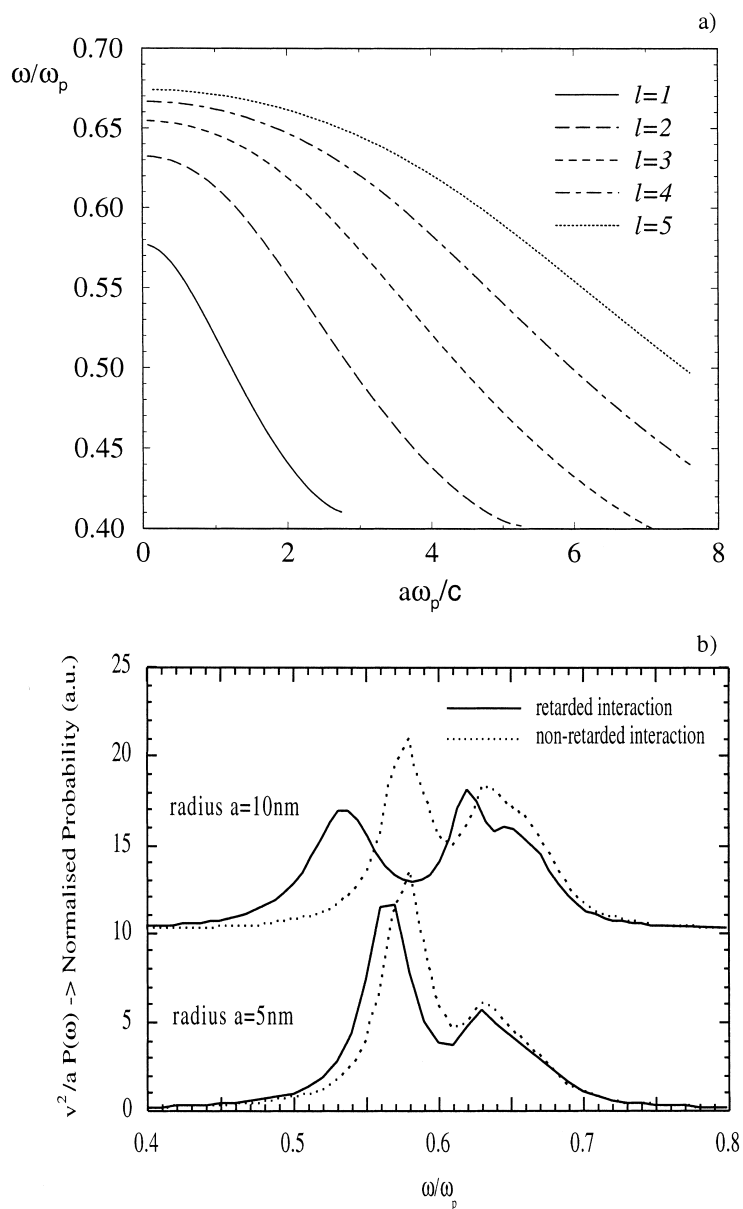 a)
0.70
ω/ωp
0.65
0.60
0.55
0.50
0.45
0.40
l=1
l=2
l=3
l=4
l=5
0 2 4 6 8
aωp/c
b)
v²/a P(ω) -> Normalised Probability (a.u.)
25
20
15
10
5
0
retarded interaction
non-retarded interaction
radius a=10nm
radius a=5nm
0.4 0.5 0.6 0.7 0.8
ω/ωp